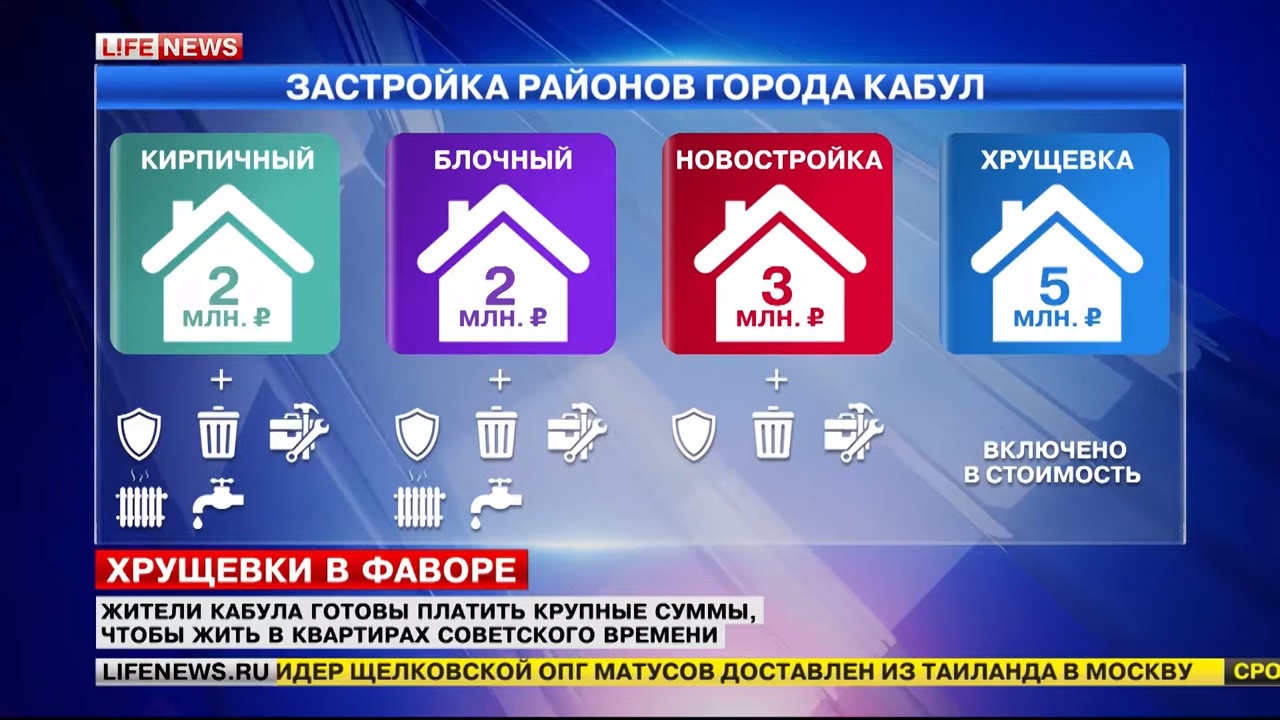 LIFE NEWS
ЗАСТРОЙКА РАЙОНОВ ГОРОДА КАБУЛ
КИРПИЧНЫЙ
2
МЛН. ₽
+
БЛОЧНЫЙ
2
МЛН. ₽
+
НОВОСТРОЙКА
3
МЛН. ₽
+
ХРУЩЕВКА
5
МЛН. ₽
ВКЛЮЧЕНО
В СТОИМОСТЬ
ХРУЩЕВКИ В ФАВОРЕ
ЖИТЕЛИ КАБУЛА ГОТОВЫ ПЛАТИТЬ КРУПНЫЕ СУММЫ,
ЧТОБЫ ЖИТЬ В КВАРТИРАХ СОВЕТСКОГО ВРЕМЕНИ
LIFENEWS.RU ИДЕР ЩЕЛКОВСКОЙ ОПГ МАТУСОВ ДОСТАВЛЕН ИЗ ТАИЛАНДА В МОСКВУ СРО